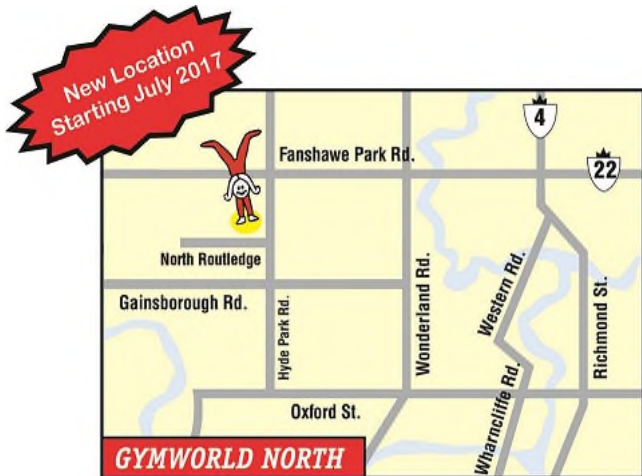 New Location
Starting July 2017
4
Fanshawe Park Rd.
22
North Routledge
Gainsborough Rd.
Hyde Park Rd.
Wonderland Rd.
Western Rd.
Richmond St.
Wharncliffe Rd.
Oxford St.
GYMWORLD NORTH